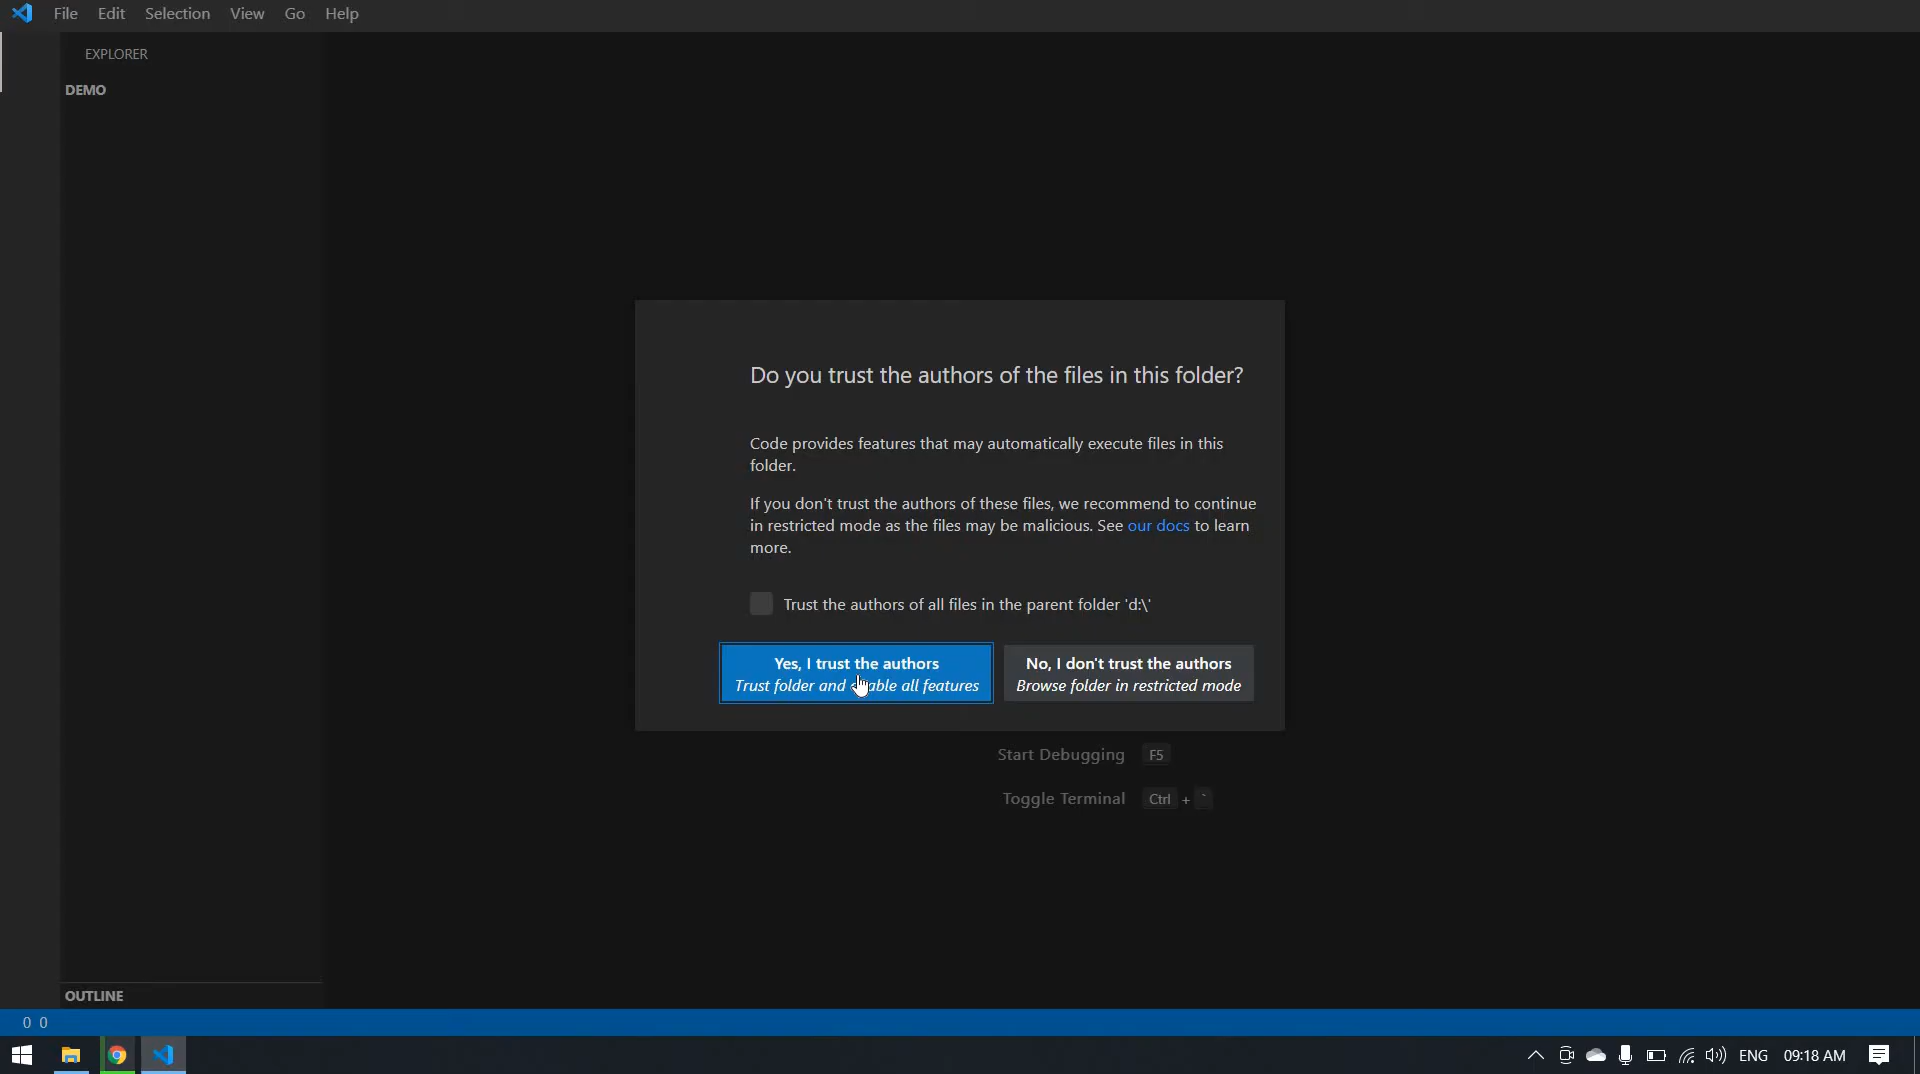 File Edit Selection View Go Help
EXPLORER
DEMO
Do you trust the authors of the files in this folder?
Code provides features that may automatically execute files in this
folder.
If you don't trust the authors of these files, we recommend to continue
in restricted mode as the files may be malicious. See our docs to learn
more.
Trust the authors of all files in the parent folder 'd:\'
Yes, I trust the authors
Trust folder and enable all features
No, I don't trust the authors
Browse folder in restricted mode
Start Debugging F5
Toggle Terminal Ctrl + `
OUTLINE
0 0
ENG 09:18 AM